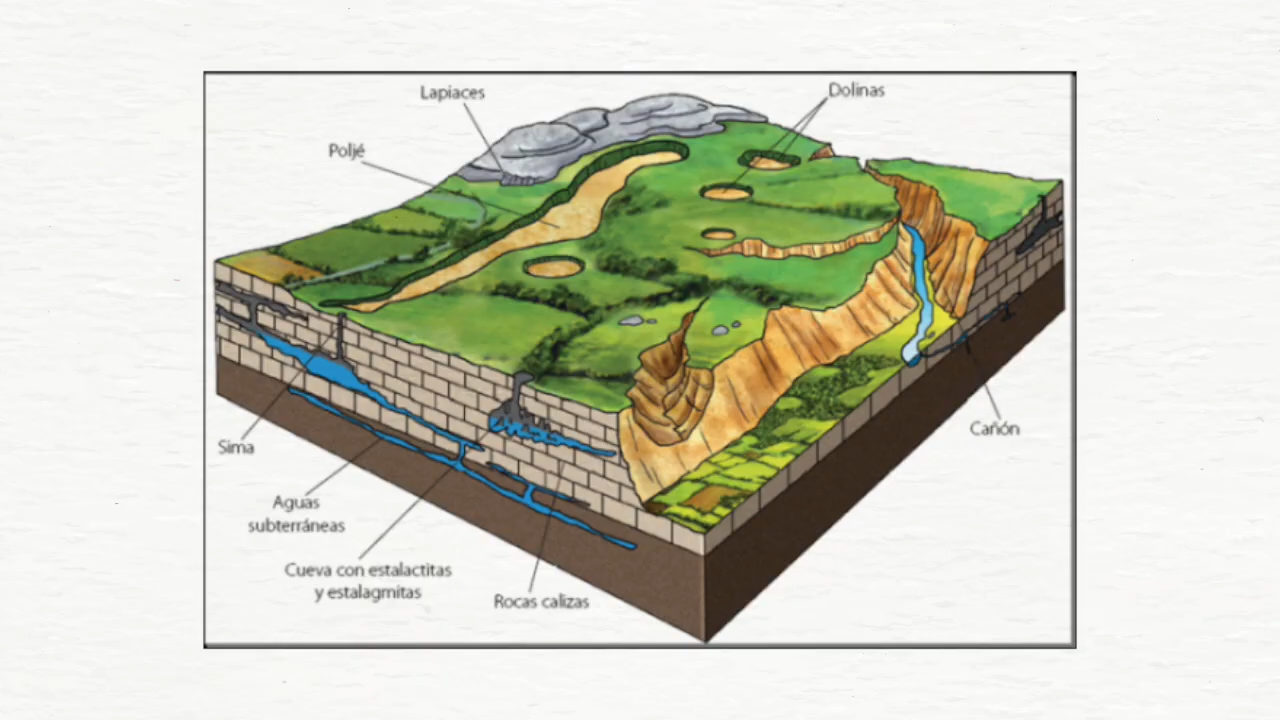 Lapiaces
Dolinas
Poljé
Sima
Cañón
Aguas
subterráneas
Cueva con estalactitas
y estalagmitas
Rocas calizas